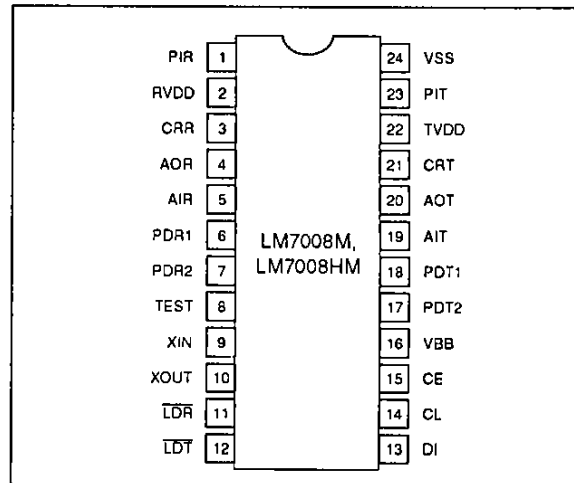 PIR 1 24 VSS
RVDD 2 23 PIT
CRR 3 22 TVDD
AOR 4 21 CRT
AIR 5 20 AOT
PDR1 6 19 AIT
LM7008M,
LM7008HM
PDR2 7 18 PDT1
TEST 8 17 PDT2
XIN 9 16 VBB
XOUT 10 15 CE
L̅D̅R̅ 11 14 CL
L̅D̅T̅ 12 13 DI